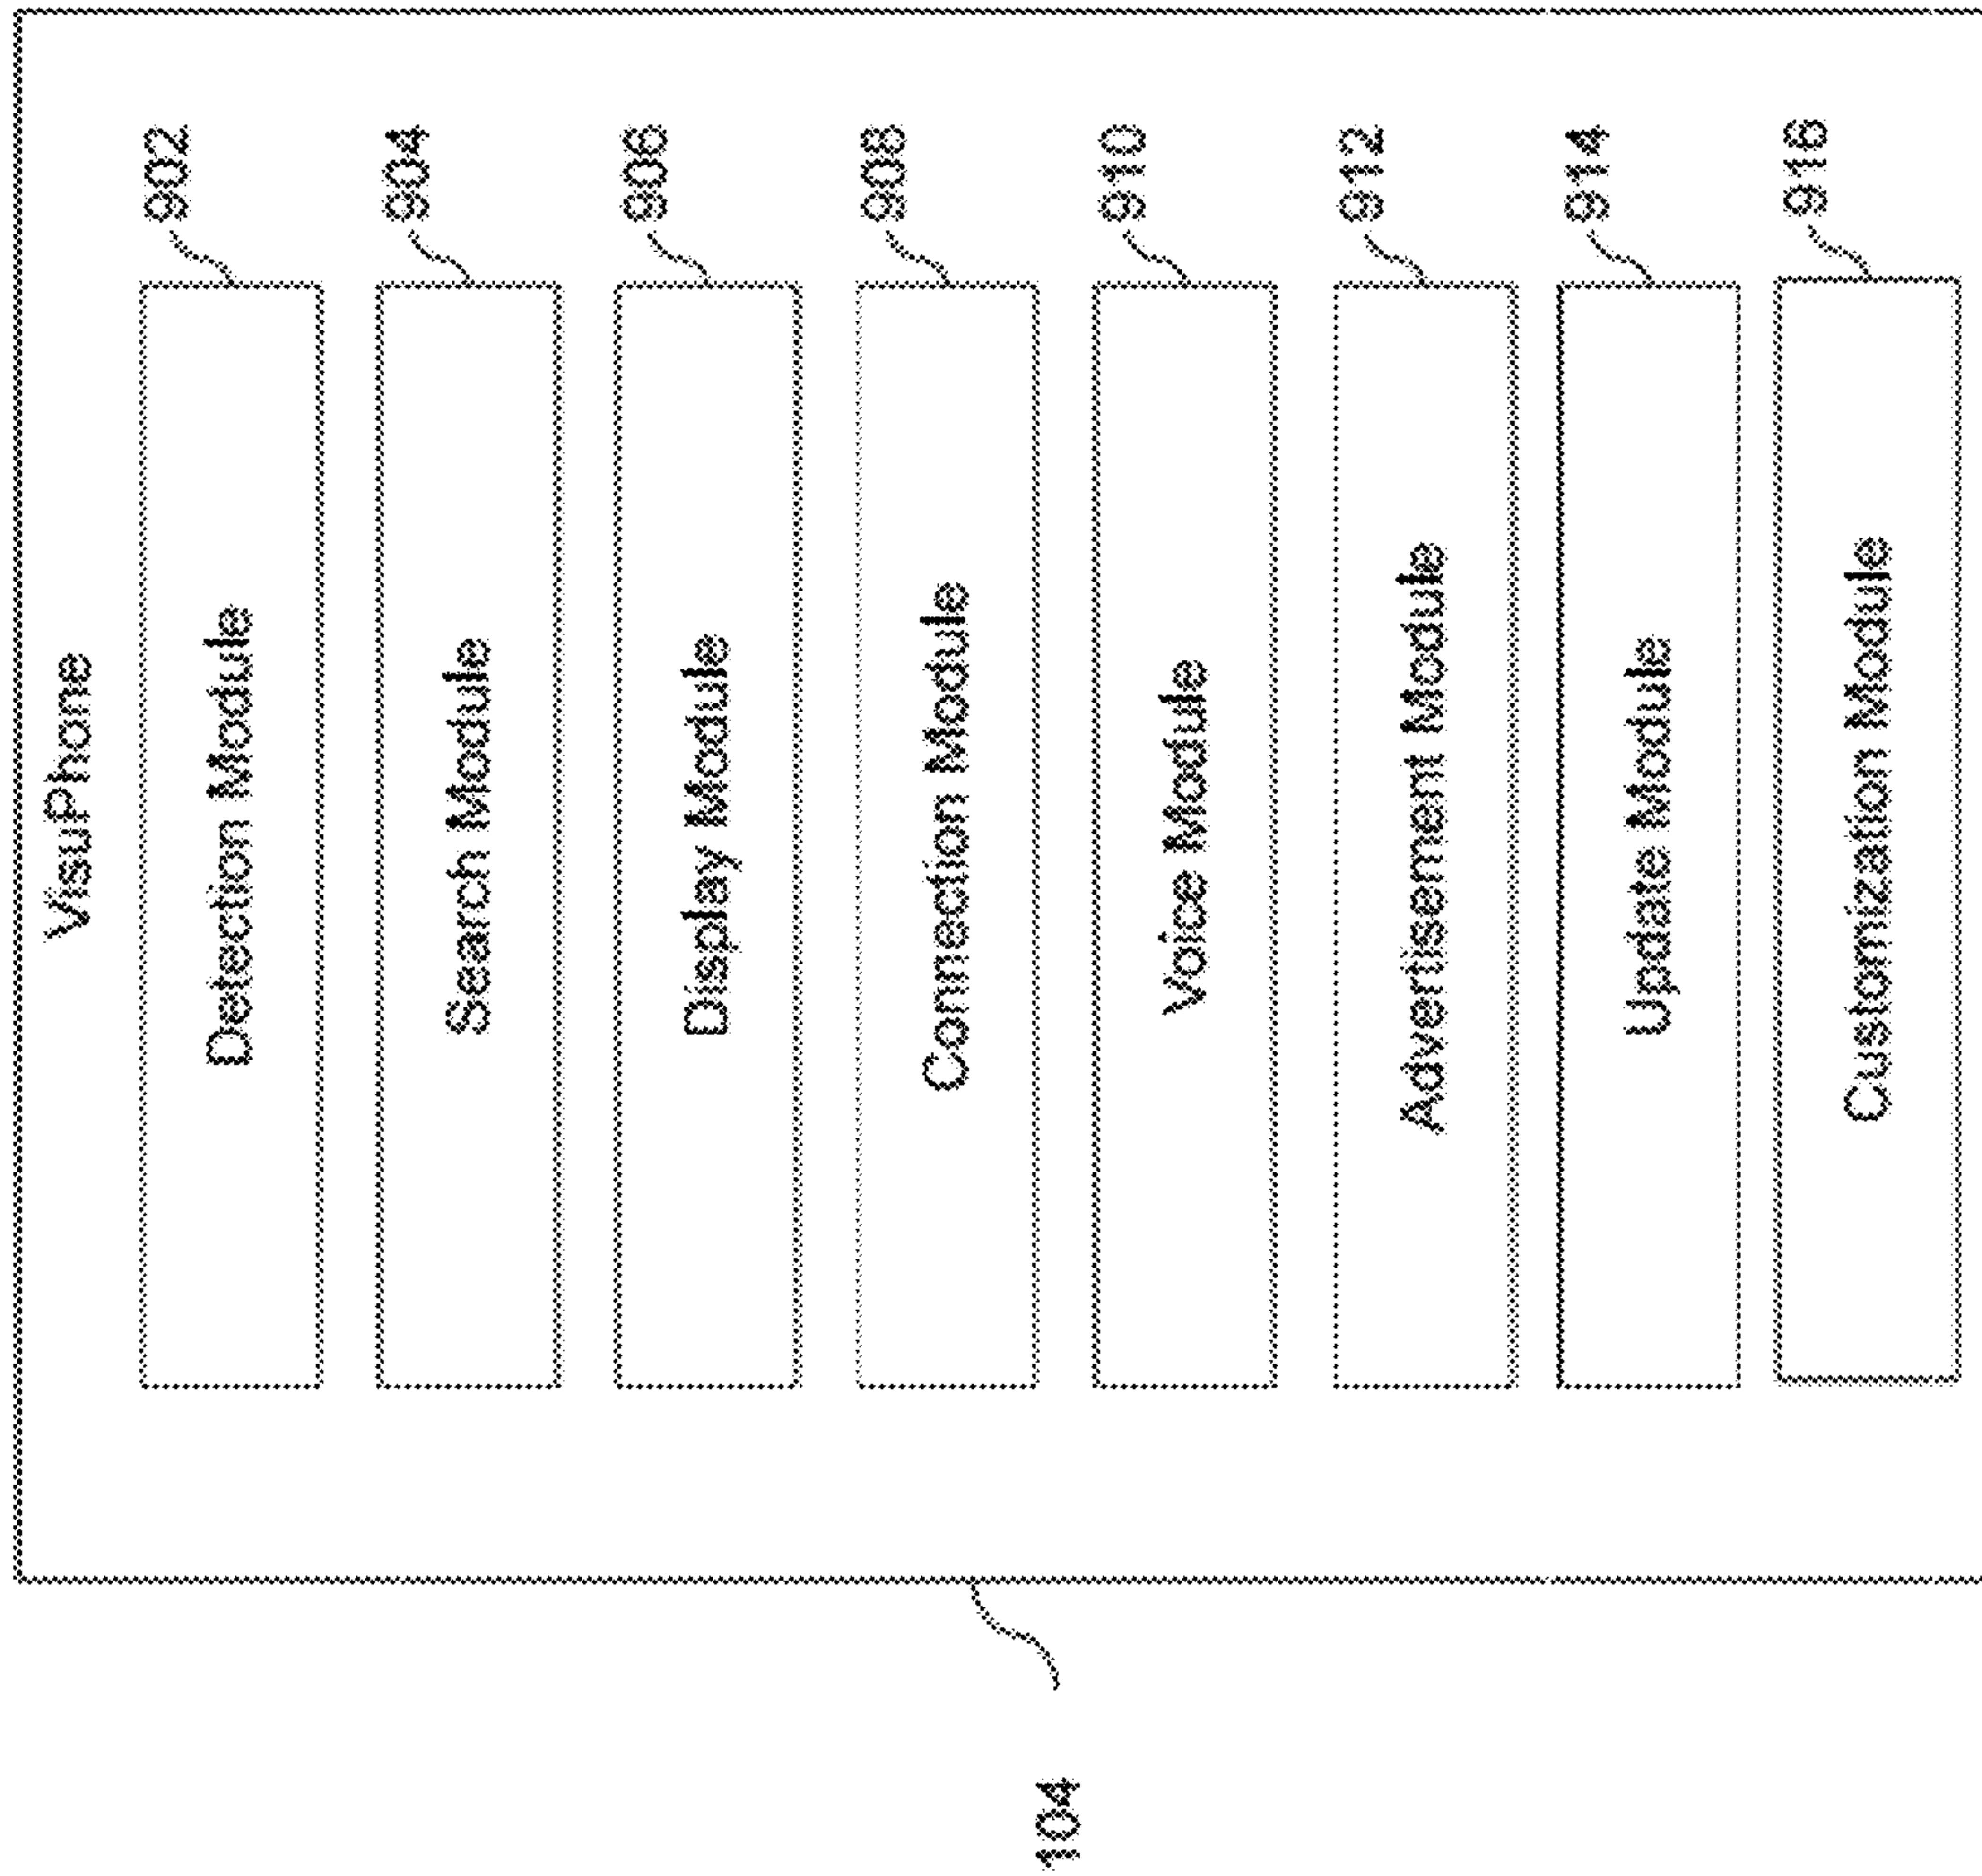 VisuPhone
902
Detection Module
904
Search Module
906
Display Module
908
Connection Module
910
Voice Module
912
Advertisement Module
914
Update Module
916
Customization Module
104